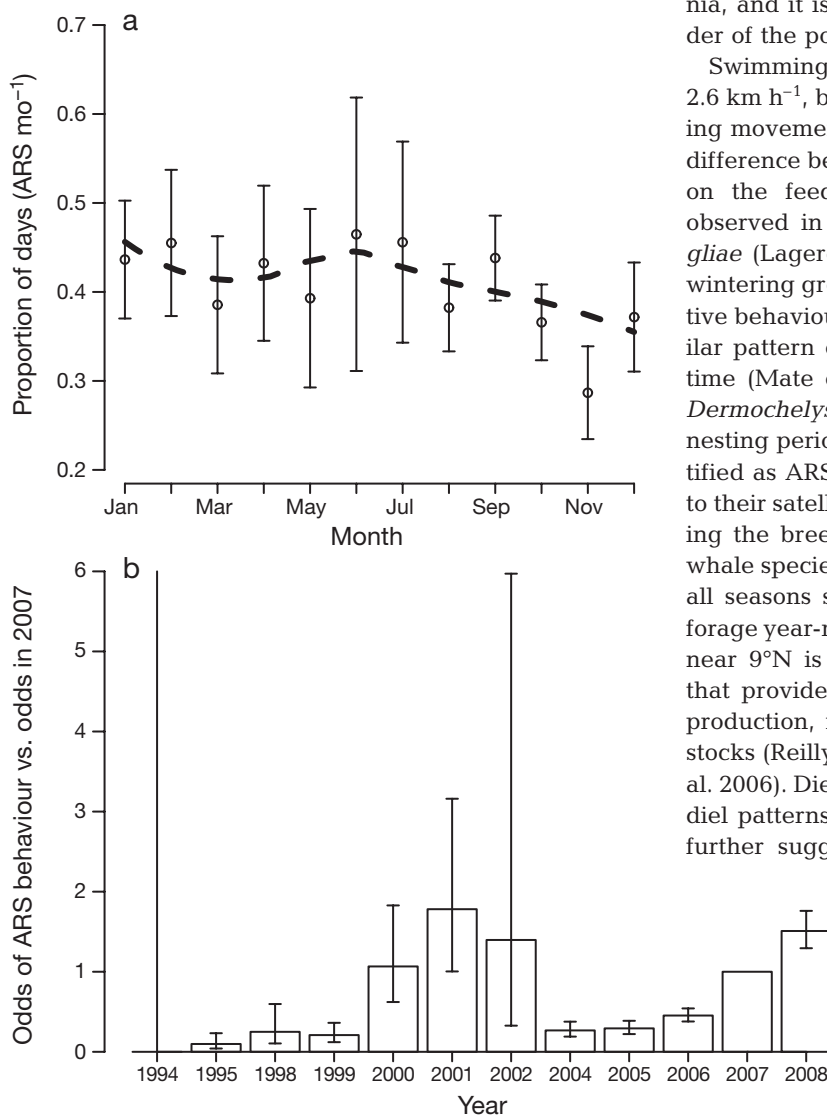 a
0.7
0.6
0.5
0.4
0.3
0.2
Proportion of days (ARS mo⁻¹)
Jan Mar May Jul Sep Nov
Month
b
6
5
4
3
2
1
0
Odds of ARS behaviour vs. odds in 2007
1994 1995 1998 1999 2000 2001 2002 2004 2005 2006 2007 2008
Year
nia, and it is
der of the po
Swimming
2.6 km h⁻¹, b
ing moveme
difference be
on the feed
observed in
gliae (Lager
wintering gr
tive behaviou
ilar pattern
time (Mate
Dermochelys
nesting perio
tified as ARS
to their satell
ing the bree
whale specie
all seasons s
forage year-r
near 9°N is
that provide
production,
stocks (Reilly
al. 2006). Die
diel patterns
further sugg